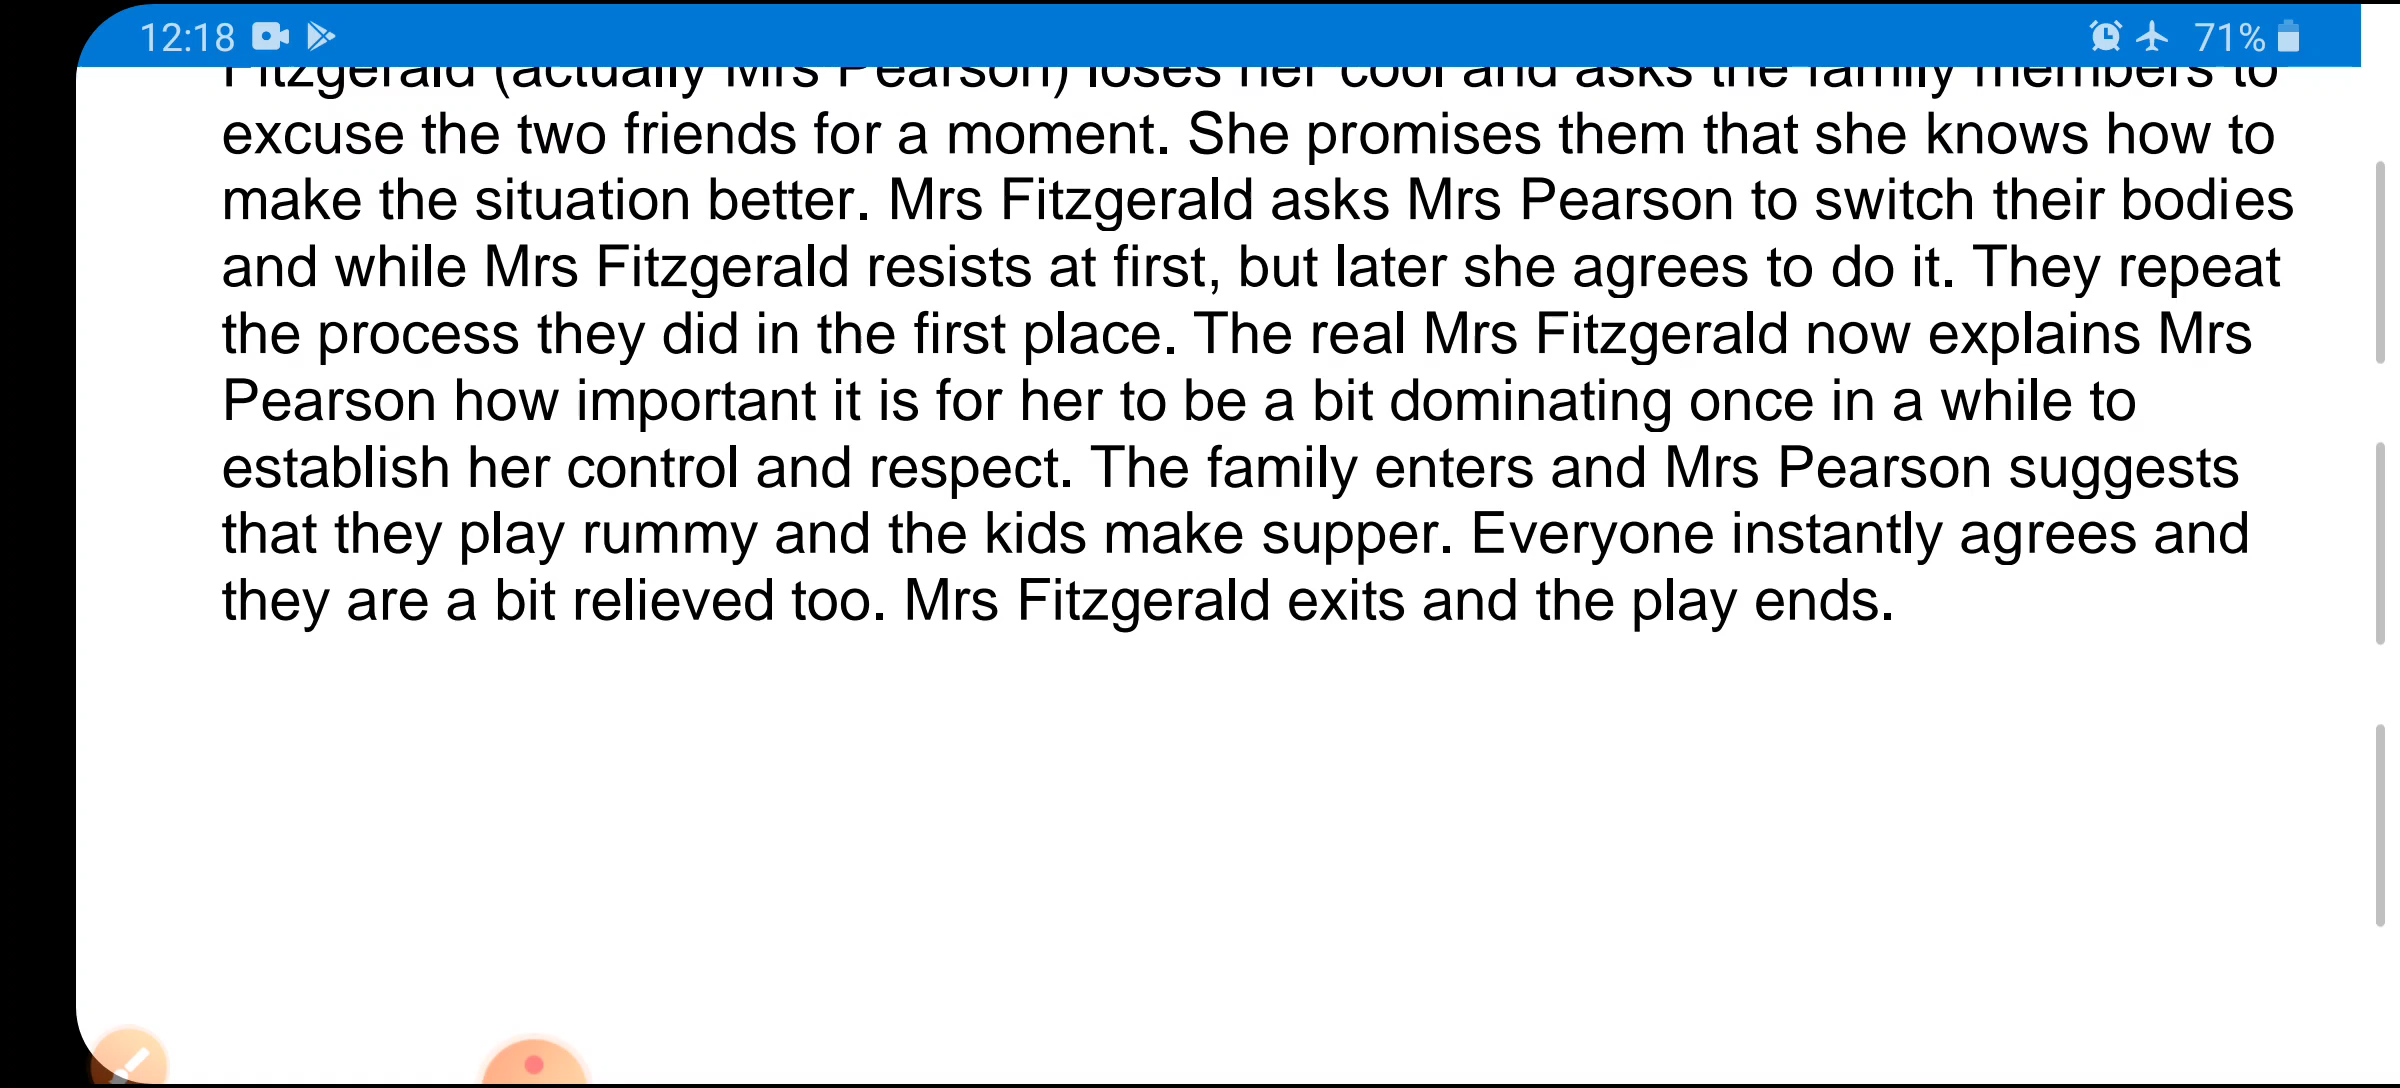 12:18
71%
Fitzgerald (actually Mrs Pearson) loses her cool and asks the family members to
excuse the two friends for a moment. She promises them that she knows how to
make the situation better. Mrs Fitzgerald asks Mrs Pearson to switch their bodies
and while Mrs Fitzgerald resists at first, but later she agrees to do it. They repeat
the process they did in the first place. The real Mrs Fitzgerald now explains Mrs
Pearson how important it is for her to be a bit dominating once in a while to
establish her control and respect. The family enters and Mrs Pearson suggests
that they play rummy and the kids make supper. Everyone instantly agrees and
they are a bit relieved too. Mrs Fitzgerald exits and the play ends.